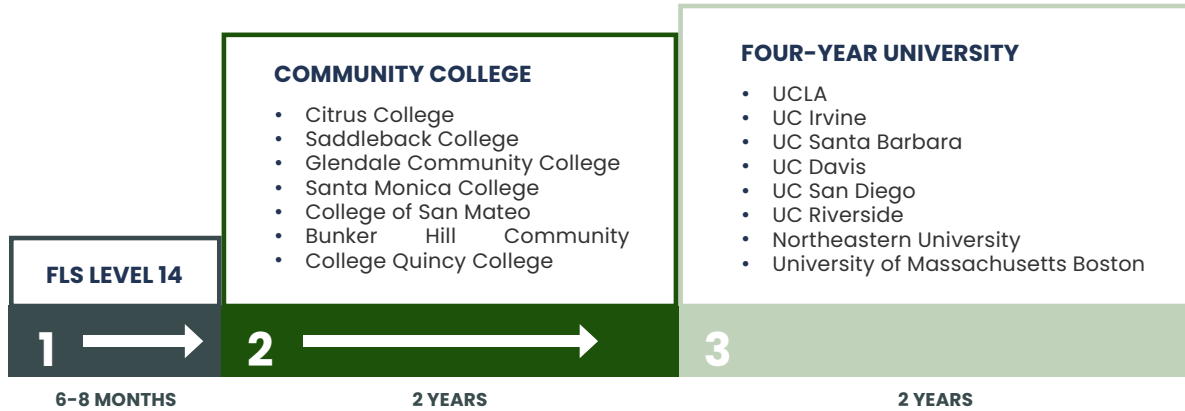 COMMUNITY COLLEGE
• Citrus College
• Saddleback College
• Glendale Community College
• Santa Monica College
• College of San Mateo
• Bunker Hill Community
• College Quincy College
FOUR-YEAR UNIVERSITY
• UCLA
• UC Irvine
• UC Santa Barbara
• UC Davis
• UC San Diego
• UC Riverside
• Northeastern University
• University of Massachusetts Boston
FLS LEVEL 14
1
2
3
6-8 MONTHS
2 YEARS
2 YEARS